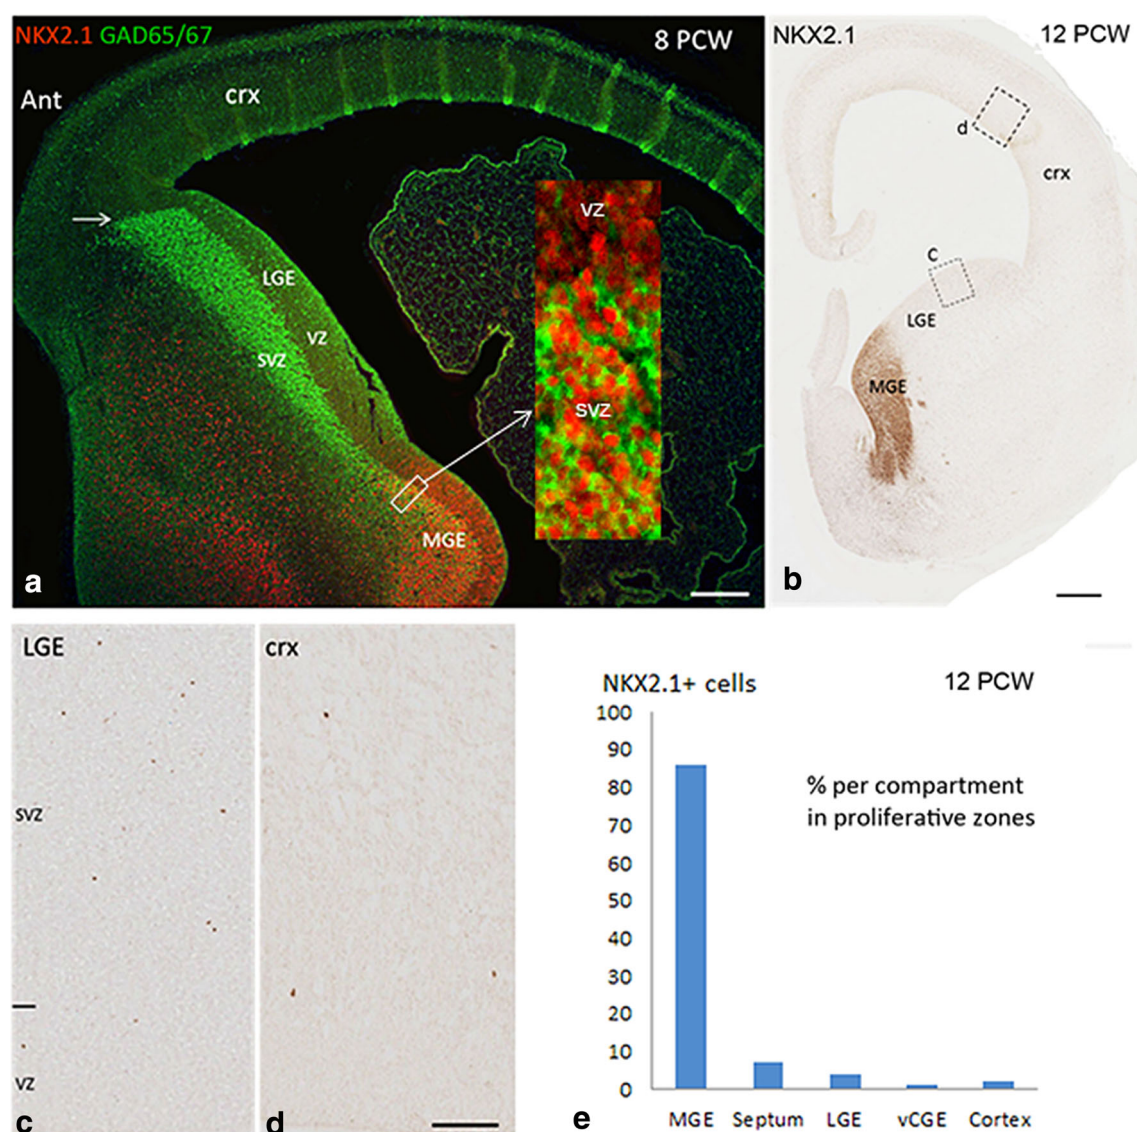 NKX2.1 GAD65/67
8 PCW
Ant
crx
LGE
VZ
SVZ
MGE
VZ
SVZ
a
NKX2.1
12 PCW
d
crx
C
LGE
MGE
b
LGE
SVZ
VZ
c
crx
d
NKX2.1+ cells
12 PCW
% per compartment
in proliferative zones
100
90
80
70
60
50
40
30
20
10
0
MGE Septum LGE vCGE Cortex
e